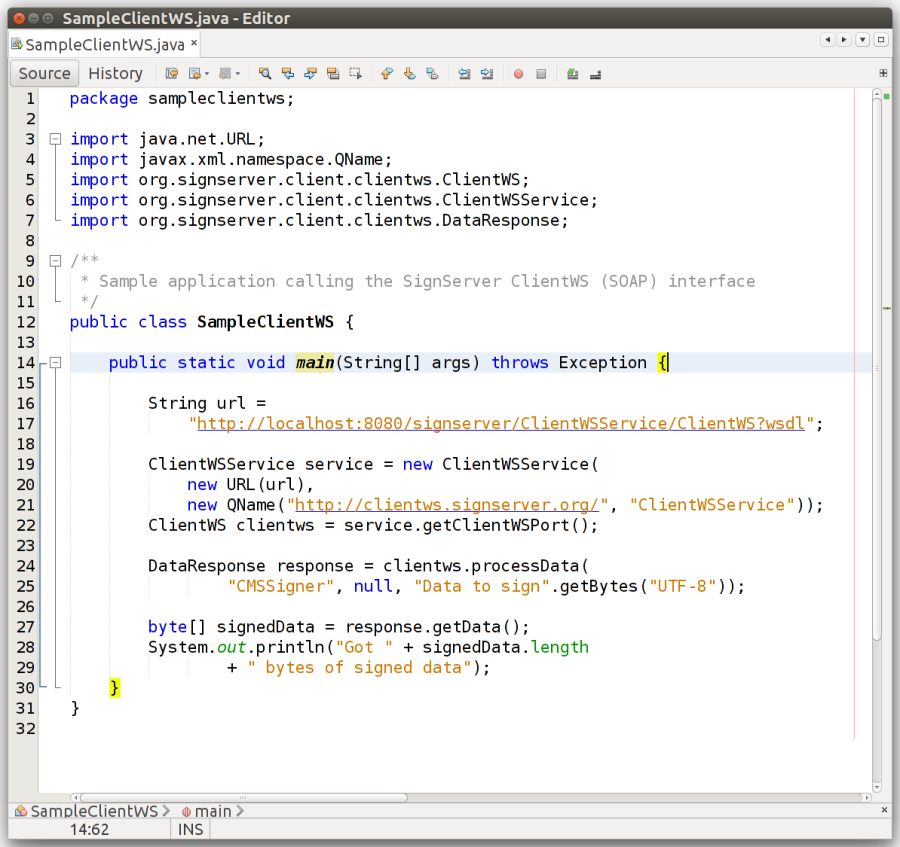 SampleClientWS.java - Editor
SampleClientWS.java ×
Source History
1 package sampleclientws;
2
3 import java.net.URL;
4 import javax.xml.namespace.QName;
5 import org.signserver.client.clientws.ClientWS;
6 import org.signserver.client.clientws.ClientWSService;
7 import org.signserver.client.clientws.DataResponse;
8
9 /**
10  * Sample application calling the SignServer ClientWS (SOAP) interface
11  */
12 public class SampleClientWS {
13
14     public static void main(String[] args) throws Exception {
15
16         String url =
17             "http://localhost:8080/signserver/ClientWSService/ClientWS?wsdl";
18
19         ClientWSService service = new ClientWSService(
20             new URL(url),
21             new QName("http://clientws.signserver.org/", "ClientWSService"));
22         ClientWS clientws = service.getClientWSPort();
23
24         DataResponse response = clientws.processData(
25                 "CMSSigner", null, "Data to sign".getBytes("UTF-8"));
26
27         byte[] signedData = response.getData();
28         System.out.println("Got " + signedData.length
29                 + " bytes of signed data");
30     }
31 }
32
SampleClientWS main
14:62 INS